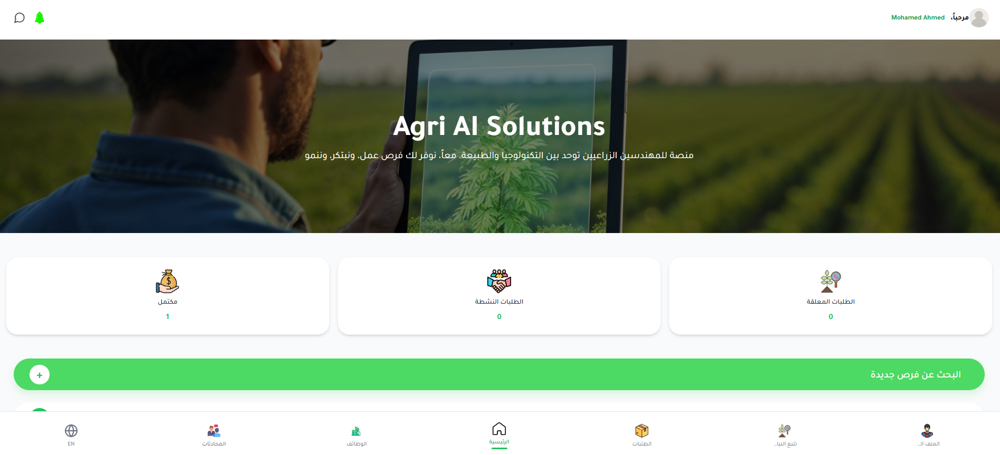 مرحباً، Mohamed Ahmed
Agri AI Solutions
منصة للمهندسين الزراعيين توحد بين التكنولوجيا والطبيعة. معاً، نوفر لك فرص عمل، ونبتكر، وننمو
الطلبات المعلقة
0
الطلبات النشطة
0
مكتمل
1
البحث عن فرص جديدة
+
الملف الـ...
تتبع النبا...
الطلبات
الرئيسية
الوظائف
المحادثات
EN